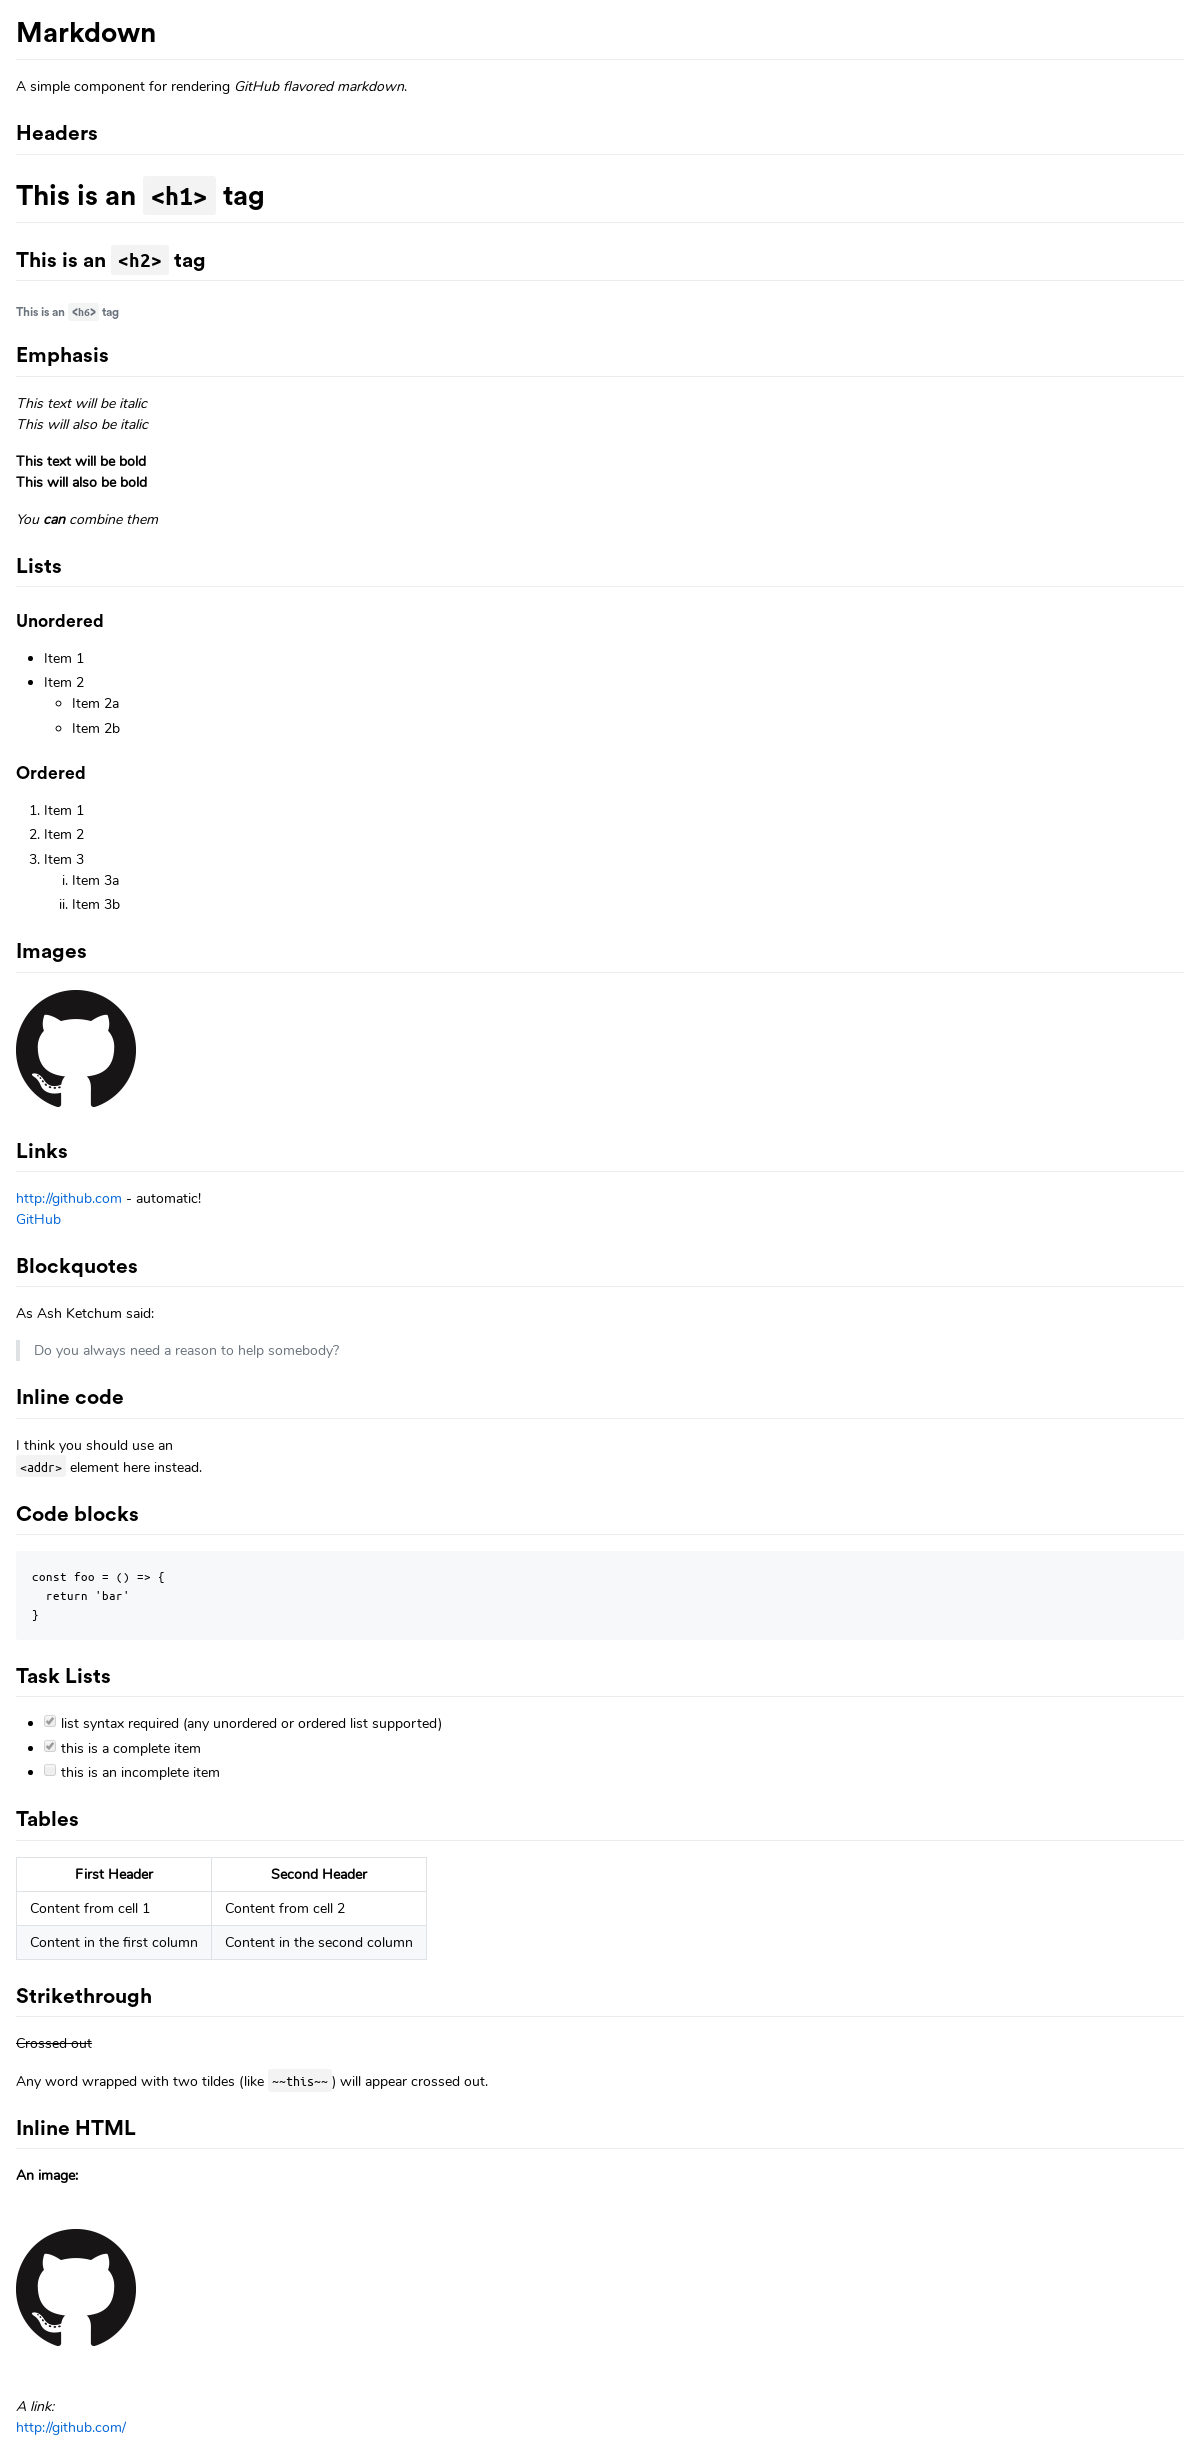 Markdown
A simple component for rendering GitHub flavored markdown.
Headers
This is an <h1> tag
This is an <h2> tag
This is an <h6> tag
Emphasis
This text will be italic
This will also be italic
This text will be bold
This will also be bold
You can combine them
Lists
Unordered
Item 1
Item 2
Item 2a
Item 2b
Ordered
1. Item 1
2. Item 2
3. Item 3
i. Item 3a
ii. Item 3b
Images
Links
http://github.com - automatic!
GitHub
Blockquotes
As Ash Ketchum said:
Do you always need a reason to help somebody?
Inline code
I think you should use an
<addr> element here instead.
Code blocks
const foo = () => {
  return 'bar'
}
Task Lists
list syntax required (any unordered or ordered list supported)
this is a complete item
this is an incomplete item
Tables
First Header Second Header
Content from cell 1 Content from cell 2
Content in the first column Content in the second column
Strikethrough
Crossed out
Any word wrapped with two tildes (like ~~this~~) will appear crossed out.
Inline HTML
An image:
A link:
http://github.com/